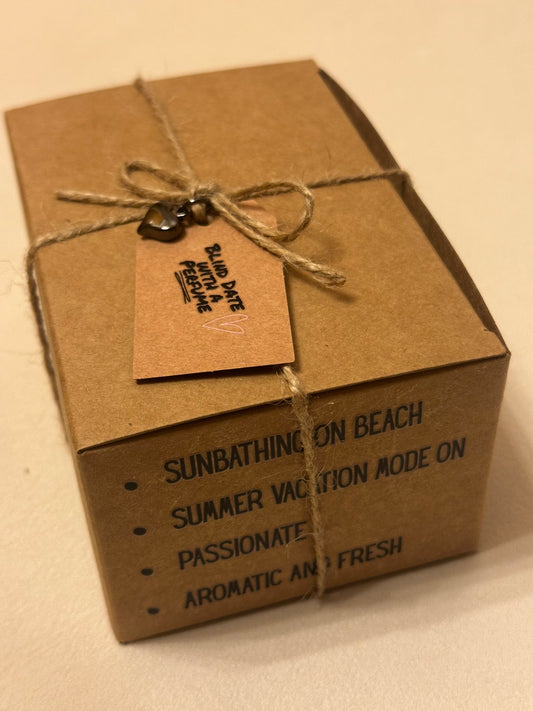 BLIND DATE
WITH A
PERFUME
• SUNBATHING ON BEACH
• SUMMER VACATION MODE ON
• PASSIONATE
• AROMATIC AND FRESH